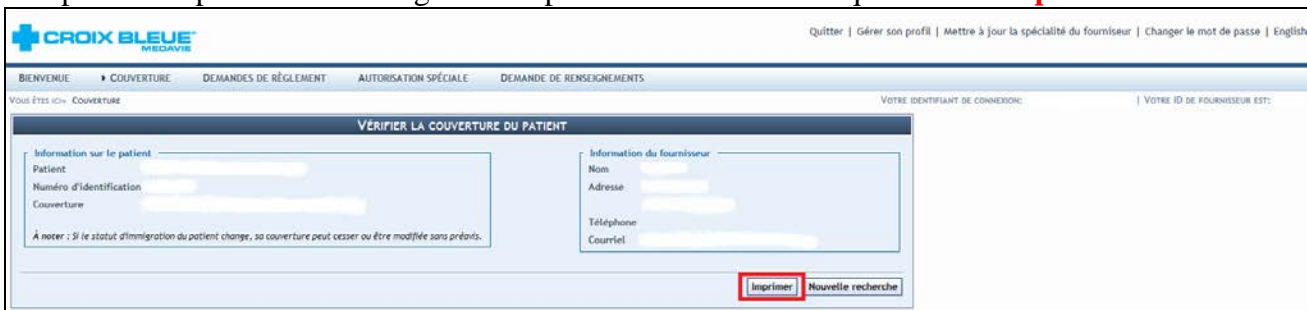 CROIX BLEUE
MEDAVIE
Quitter | Gérer son profil | Mettre à jour la spécialité du fourniseur | Changer le mot de passe | English
BIENVENUE COUVERTURE DEMANDES DE RÈGLEMENT AUTORISATION SPÉCIALE DEMANDE DE RENSEIGNEMENTS
VOUS ÊTES ICI» COUVERTURE VOTRE IDENTIFIANT DE CONNEXION: | VOTRE ID DE FOURNISSEUR EST:
VÉRIFIER LA COUVERTURE DU PATIENT
Information sur le patient
Patient
Numéro d'identification
Couverture
À noter : Si le statut d'immigration du patient change, sa couverture peut cesser ou être modifiée sans préavis.
Information du fournisseur
Nom
Adresse
Téléphone
Courriel
Imprimer Nouvelle recherche